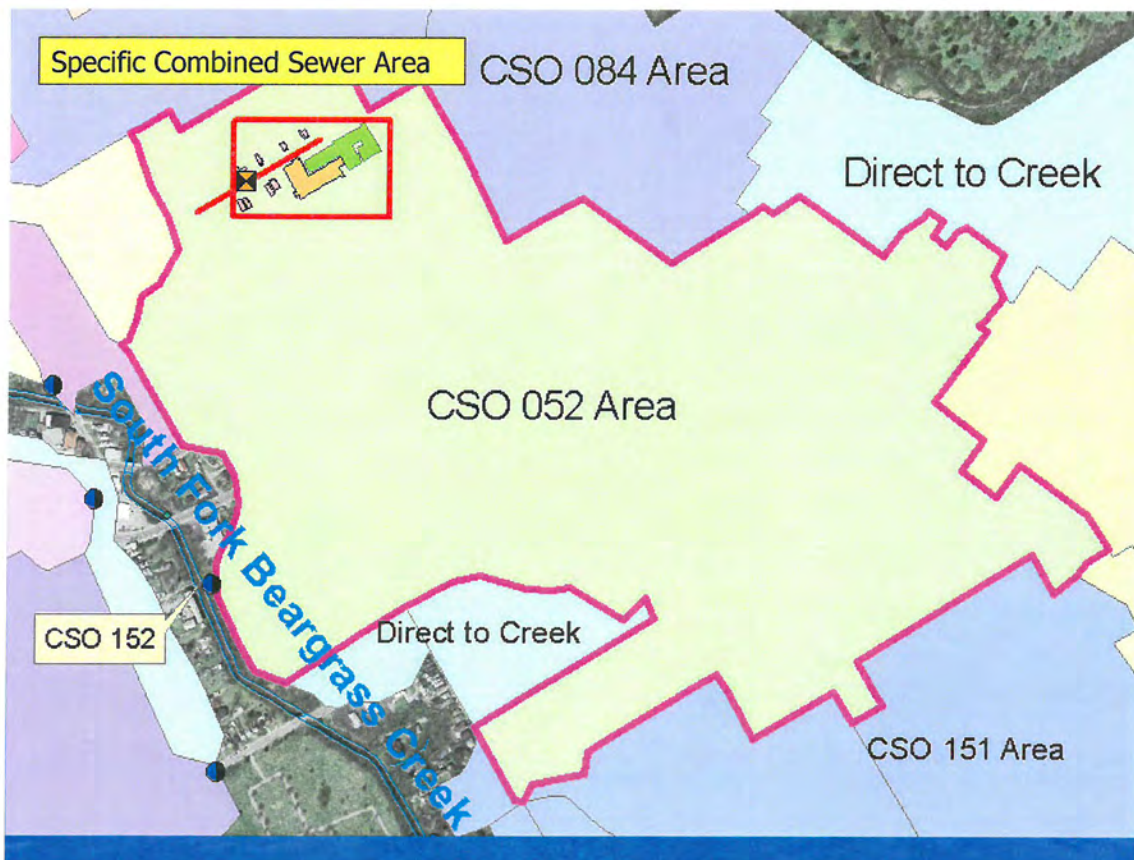 Specific Combined Sewer Area
CSO 084 Area
Direct to Creek
CSO 052 Area
South Fork Beargrass Creek
CSO 152
Direct to Creek
CSO 151 Area